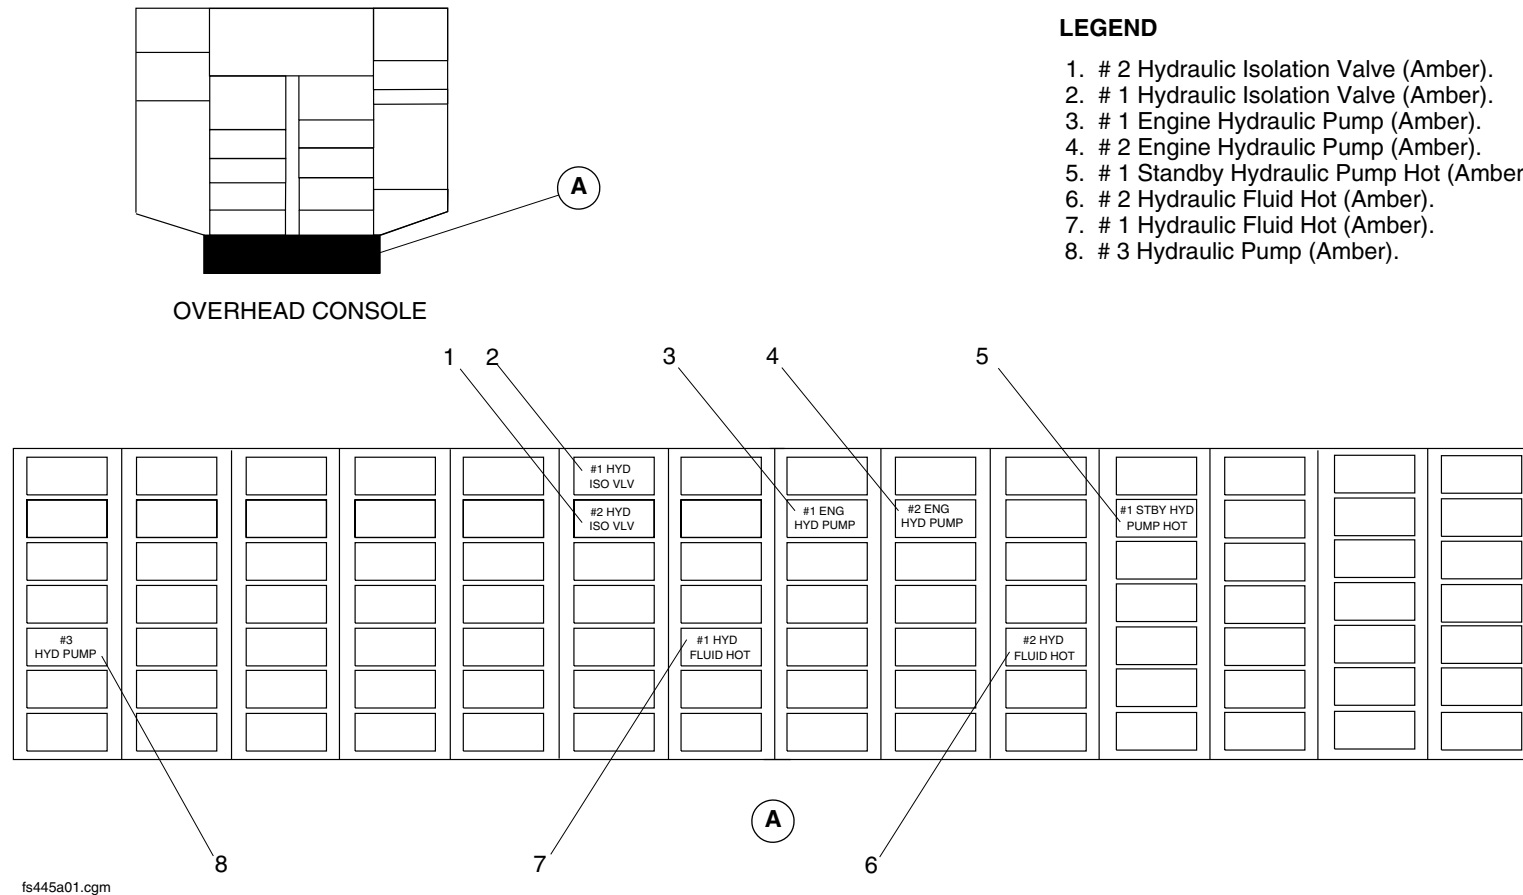 LEGEND
1. # 2 Hydraulic Isolation Valve (Amber).
2. # 1 Hydraulic Isolation Valve (Amber).
3. # 1 Engine Hydraulic Pump (Amber).
4. # 2 Engine Hydraulic Pump (Amber).
5. # 1 Standby Hydraulic Pump Hot (Amber
6. # 2 Hydraulic Fluid Hot (Amber).
7. # 1 Hydraulic Fluid Hot (Amber).
8. # 3 Hydraulic Pump (Amber).
A
OVERHEAD CONSOLE
1 2 3 4 5
#1 HYD
ISO VLV
#2 HYD
ISO VLV
#1 ENG
HYD PUMP
#2 ENG
HYD PUMP
#1 STBY HYD
PUMP HOT
#3
HYD PUMP
#1 HYD
FLUID HOT
#2 HYD
FLUID HOT
A
8 7 6
fs445a01.cgm